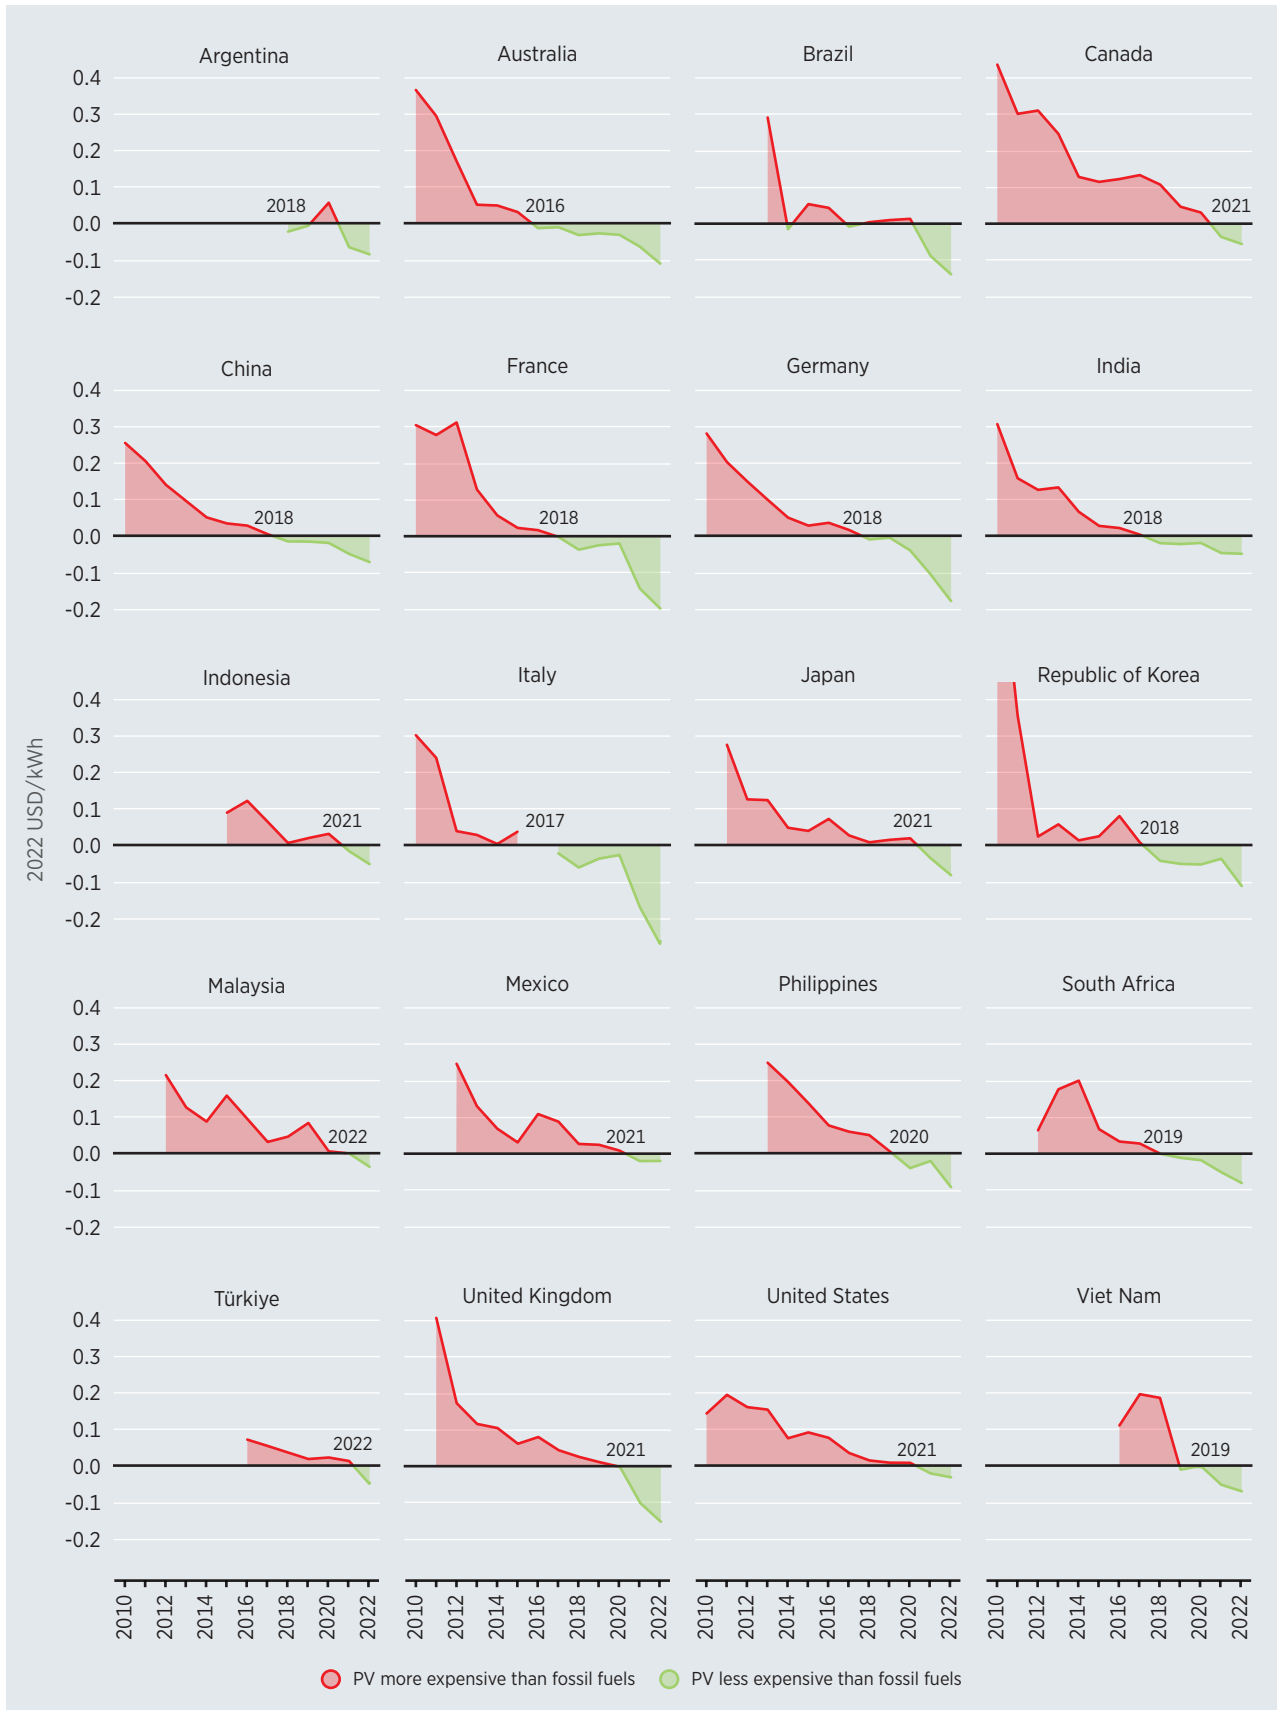 Argentina
Australia
Brazil
Canada
0.4
0.3
0.2
0.1
0.0
-0.1
-0.2
2018
2016
2021
China
France
Germany
India
0.4
0.3
0.2
0.1
0.0
-0.1
-0.2
2018
2018
2018
2018
2022 USD/kWh
Indonesia
Italy
Japan
Republic of Korea
0.4
0.3
0.2
0.1
0.0
-0.1
-0.2
2021
2017
2021
2018
Malaysia
Mexico
Philippines
South Africa
0.4
0.3
0.2
0.1
0.0
-0.1
-0.2
2022
2021
2020
2019
Türkiye
United Kingdom
United States
Viet Nam
0.4
0.3
0.2
0.1
0.0
-0.1
-0.2
2022
2021
2021
2019
2010 2012 2014 2016 2018 2020 2022
2010 2012 2014 2016 2018 2020 2022
2010 2012 2014 2016 2018 2020 2022
2010 2012 2014 2016 2018 2020 2022
PV more expensive than fossil fuels
PV less expensive than fossil fuels